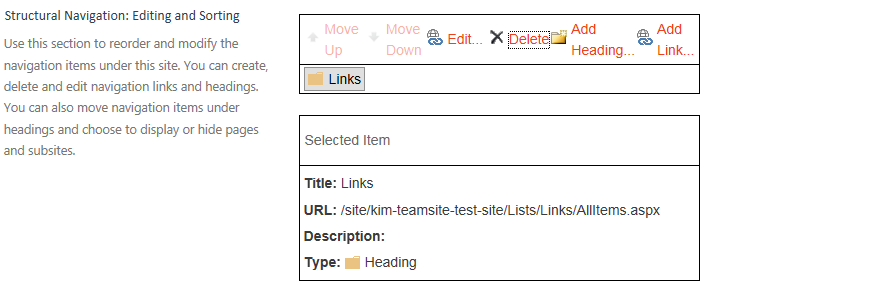 Structural Navigation: Editing and Sorting
Use this section to reorder and modify the
navigation items under this site. You can create,
delete and edit navigation links and headings.
You can also move navigation items under
headings and choose to display or hide pages
and subsites.
Move Up
Move Down
Edit...
Delete
Add Heading...
Add Link...
Links
Selected Item
Title: Links
URL: /site/kim-teamsite-test-site/Lists/Links/AllItems.aspx
Description:
Type: Heading